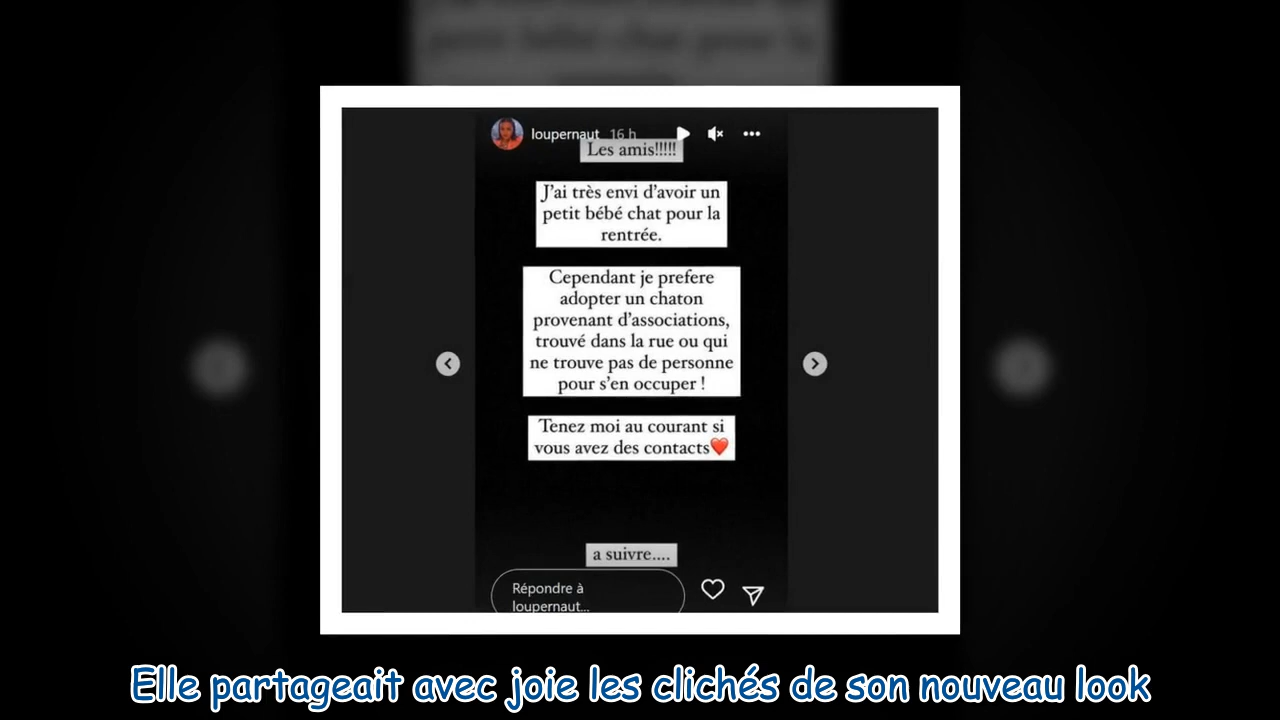 loupernaut 16 h
Les amis!!!!!
J’ai très envi d’avoir un
petit bébé chat pour la
rentrée.
Cependant je prefere
adopter un chaton
provenant d’associations,
trouvé dans la rue ou qui
ne trouve pas de personne
pour s’en occuper !
Tenez moi au courant si
vous avez des contacts❤️
a suivre....
Répondre à
loupernaut...
Elle partageait avec joie les clichés de son nouveau look